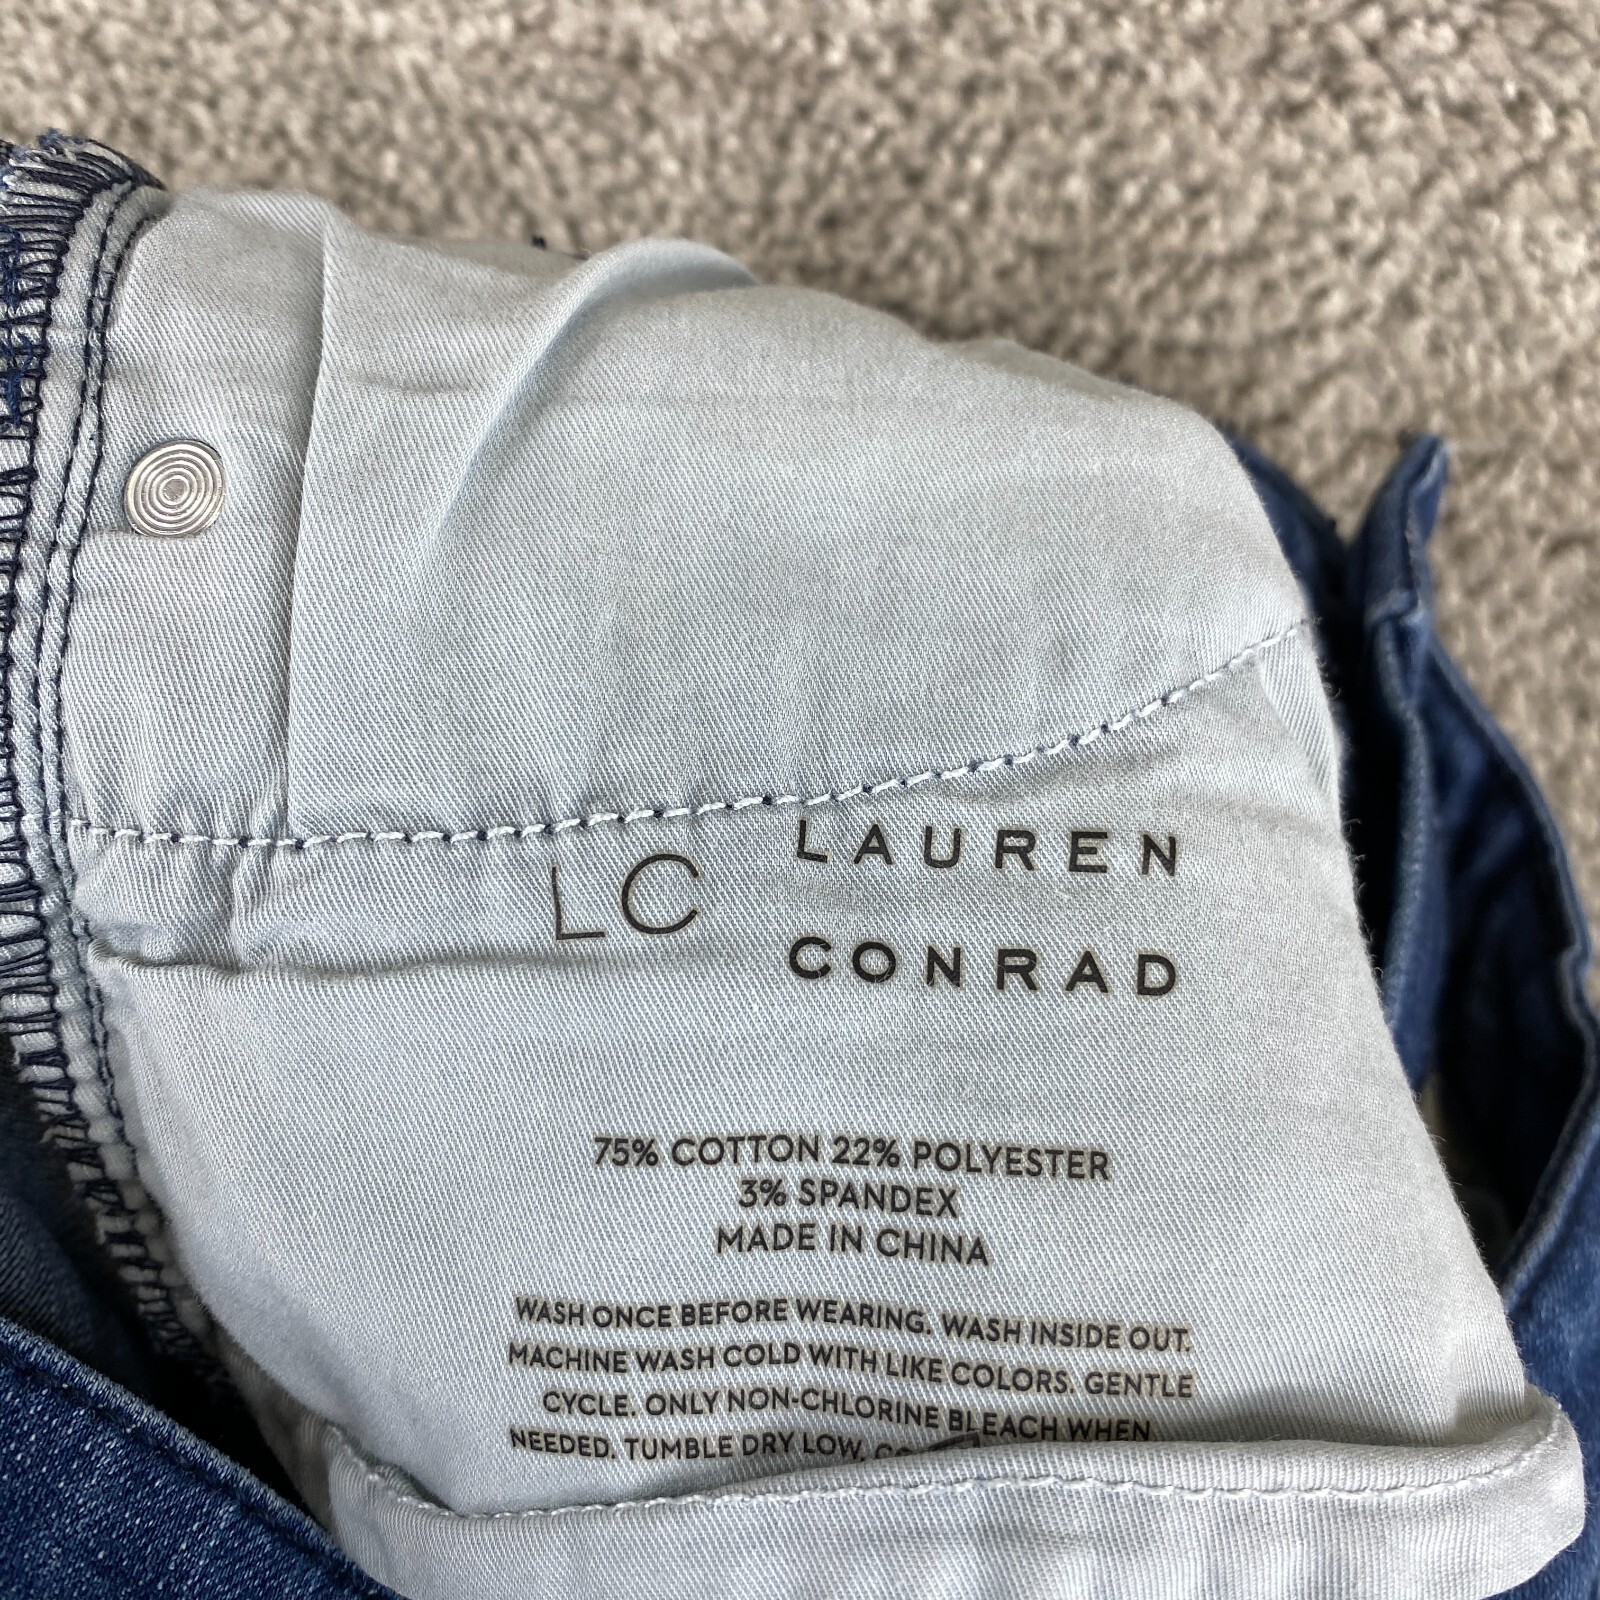 LC LAUREN
CONRAD
75% COTTON 22% POLYESTER
3% SPANDEX
MADE IN CHINA
WASH ONCE BEFORE WEARING. WASH INSIDE OUT.
MACHINE WASH COLD WITH LIKE COLORS. GENTLE
CYCLE. ONLY NON-CHLORINE BLEACH WHEN
NEEDED. TUMBLE DRY LOW.